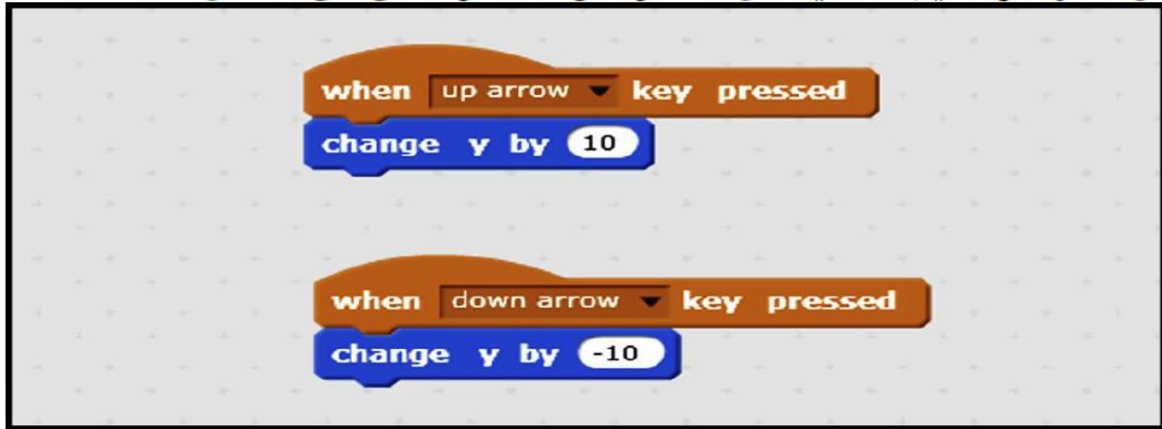 when up arrow key pressed
change y by 10
when down arrow key pressed
change y by -10